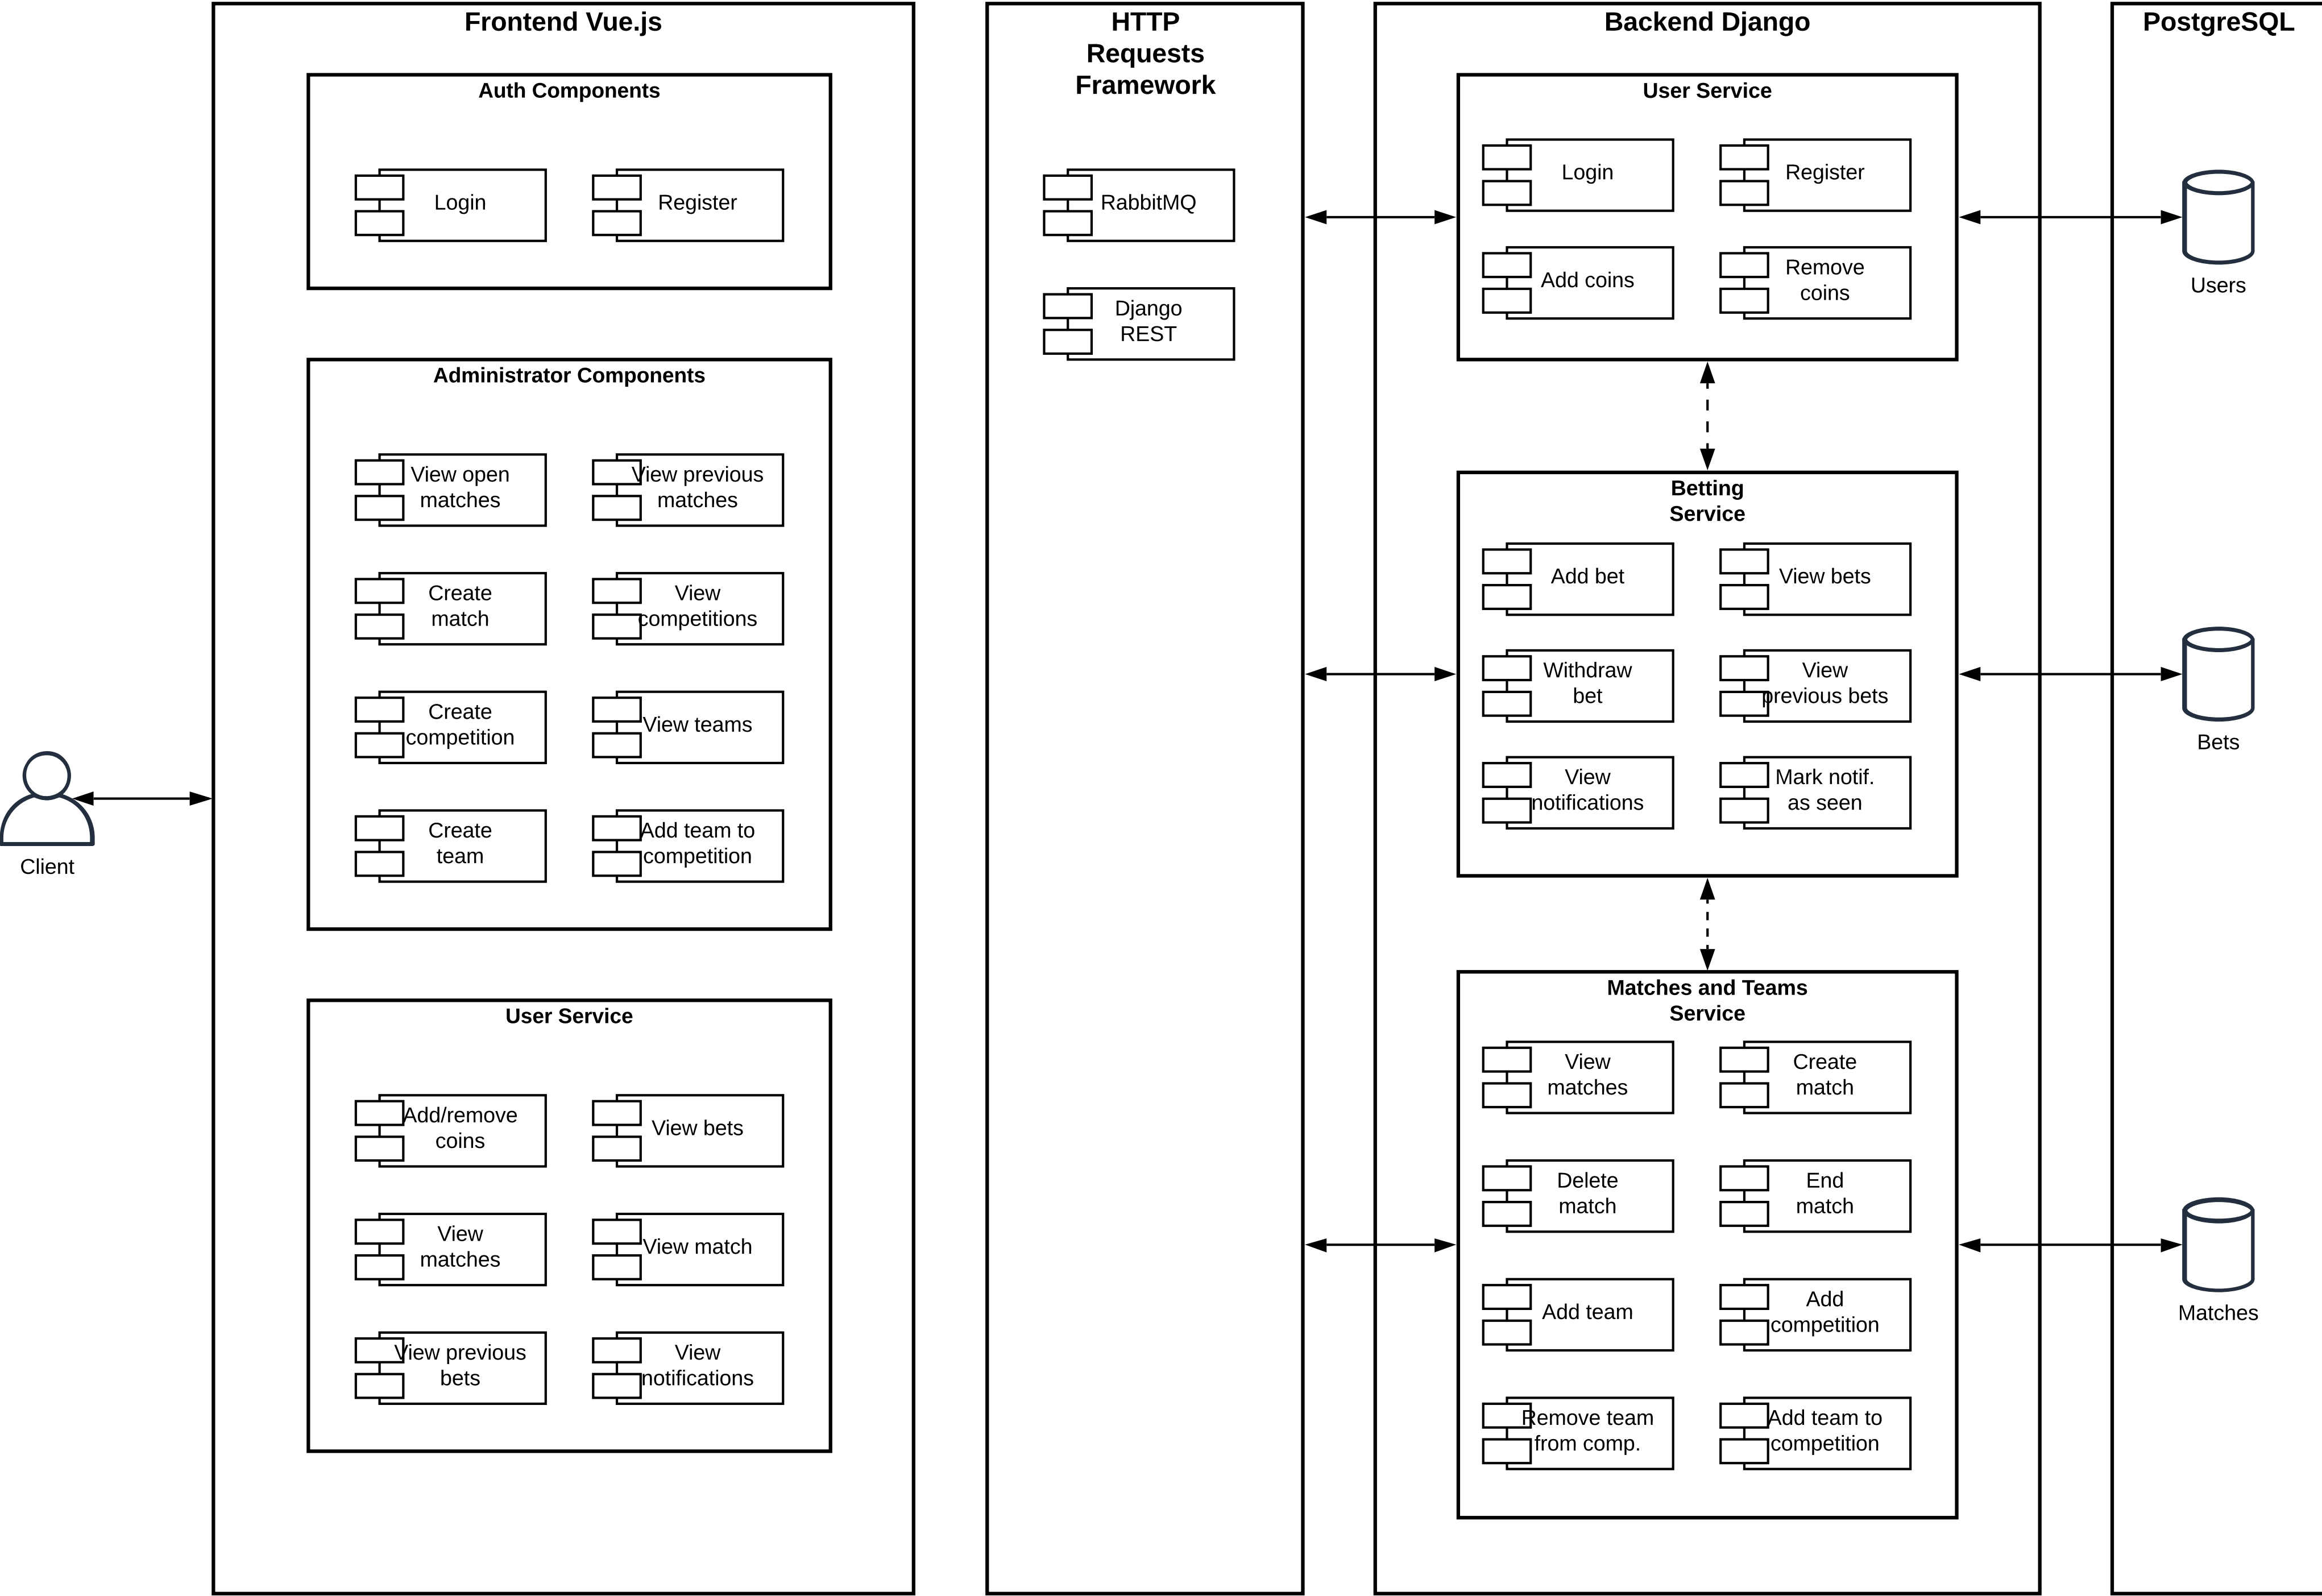 Frontend Vue.js
Auth Components
Login
Register
Administrator Components
View open
matches
View previous
matches
Create
match
View
competitions
Create
competition
View teams
Create
team
Add team to
competition
User Service
Add/remove
coins
View bets
View
matches
View match
View previous
bets
View
notifications
Client
HTTP
Requests
Framework
RabbitMQ
Django
REST
Backend Django
User Service
Login
Register
Add coins
Remove
coins
Betting
Service
Add bet
View bets
Withdraw
bet
View
previous bets
View
notifications
Mark notif.
as seen
Matches and Teams
Service
View
matches
Create
match
Delete
match
End
match
Add team
Add
competition
Remove team
from comp.
Add team to
competition
PostgreSQL
Users
Bets
Matches